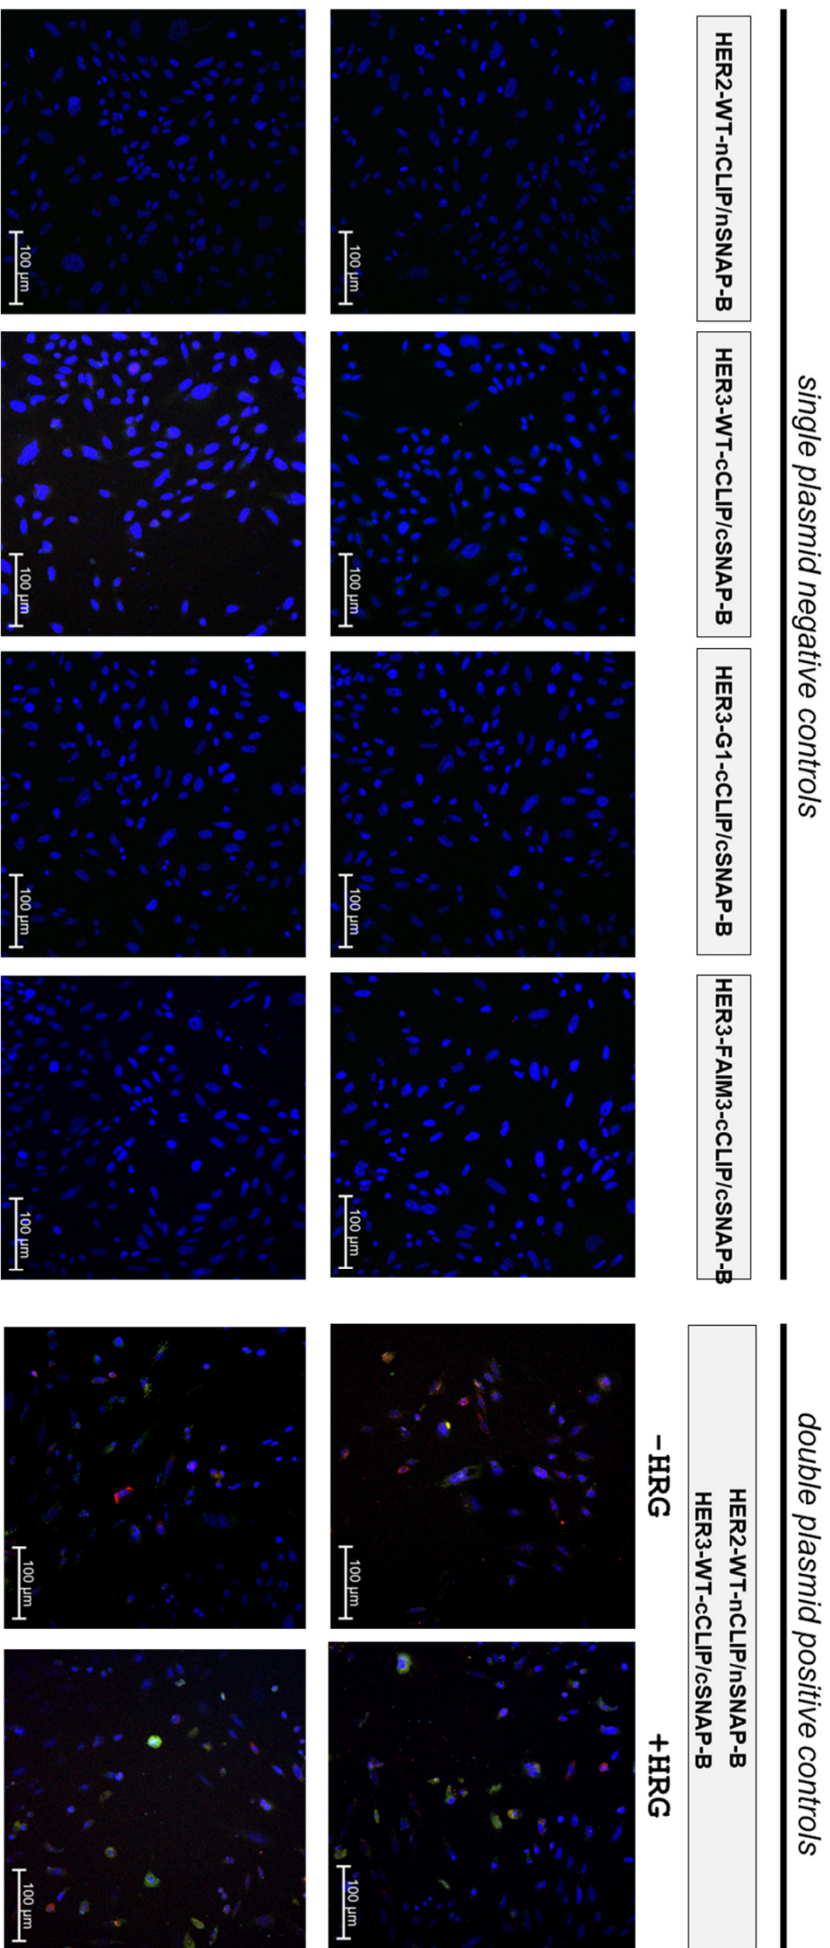 single plasmid negative controls
double plasmid positive controls
HER2-WT-nCLIP/nSNAP-B
HER3-WT-cCLIP/cSNAP-B
HER3-G1-cCLIP/cSNAP-B
HER3-FAIM3-cCLIP/cSNAP-B
HER2-WT-nCLIP/nSNAP-B
HER3-WT-cCLIP/cSNAP-B
-HRG
+HRG
100 µm
100 µm
100 µm
100 µm
100 µm
100 µm
100 µm
100 µm
100 µm
100 µm
100 µm
100 µm